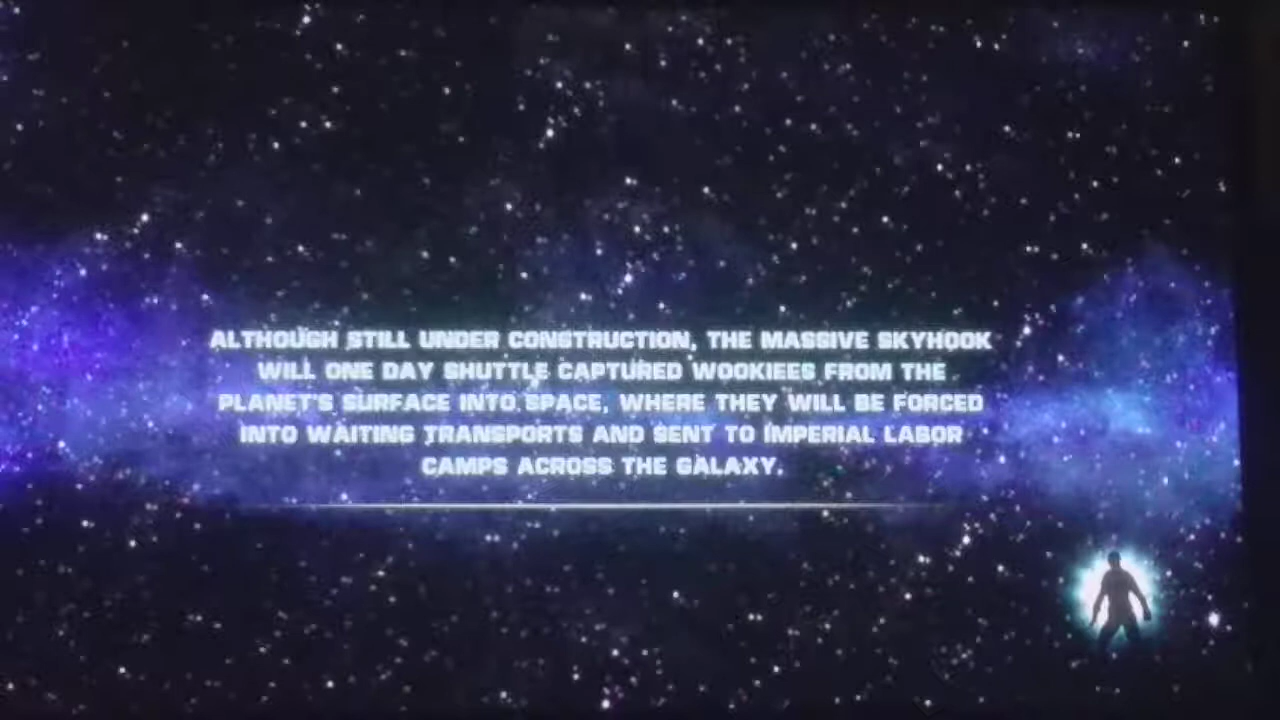 ALTHOUGH STILL UNDER CONSTRUCTION, THE MASSIVE SKYHOOK
WILL ONE DAY SHUTTLE CAPTURED WOOKIEES FROM THE
PLANET'S SURFACE INTO SPACE, WHERE THEY WILL BE FORCED
INTO WAITING TRANSPORTS AND SENT TO IMPERIAL LABOR
CAMPS ACROSS THE GALAXY.